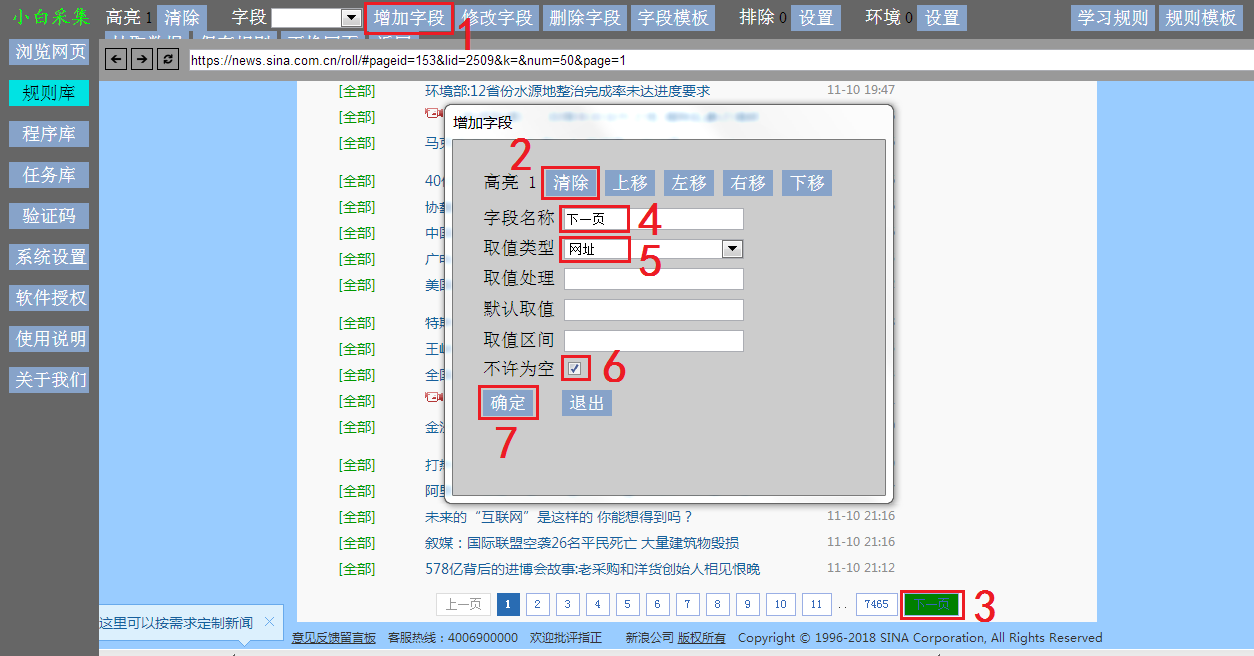 小白采集 高亮 1 清除 字段 增加字段 修改字段 删除字段 字段模板 排除 0 设置 环境 0 设置 学习规则 规则模板
1
浏览网页
https://news.sina.com.cn/roll/#pageid=153&lid=2509&k=&num=50&page=1
规则库
程序库
任务库
验证码
系统设置
软件授权
使用说明
关于我们
[全部] 环境部:12省份水源地整治完成率未达进度要求 11-10 19:47
[全部]
[全部] 马克
[全部] 40
[全部] 协
[全部] 中国
[全部] 广电
[全部] 美国
[全部] 特
[全部] 王
[全部] 全国
[全部]
[全部] 金
[全部] 打
[全部] 阿里
增加字段
2
高亮 1 清除 上移 左移 右移 下移
字段名称 下一页 4
取值类型 网址 5
取值处理
默认取值
取值区间
不许为空 6
确定 退出
7
[全部] 未来的“互联网”是这样的 你能想得到吗？ 11-10 21:16
[全部] 叙媒：国际联盟空袭26名平民死亡 大量建筑物毁损 11-10 21:16
[全部] 578亿背后的进博会故事:老采购和洋货创始人相见恨晚 11-10 21:12
上一页 1 2 3 4 5 6 7 8 9 10 11 .. 7465 下一页 3
这里可以按需求定制新闻 ×
意见反馈留言板 客服热线：4006900000 欢迎批评指正 新浪公司 版权所有 Copyright © 1996-2018 SINA Corporation, All Rights Reserved